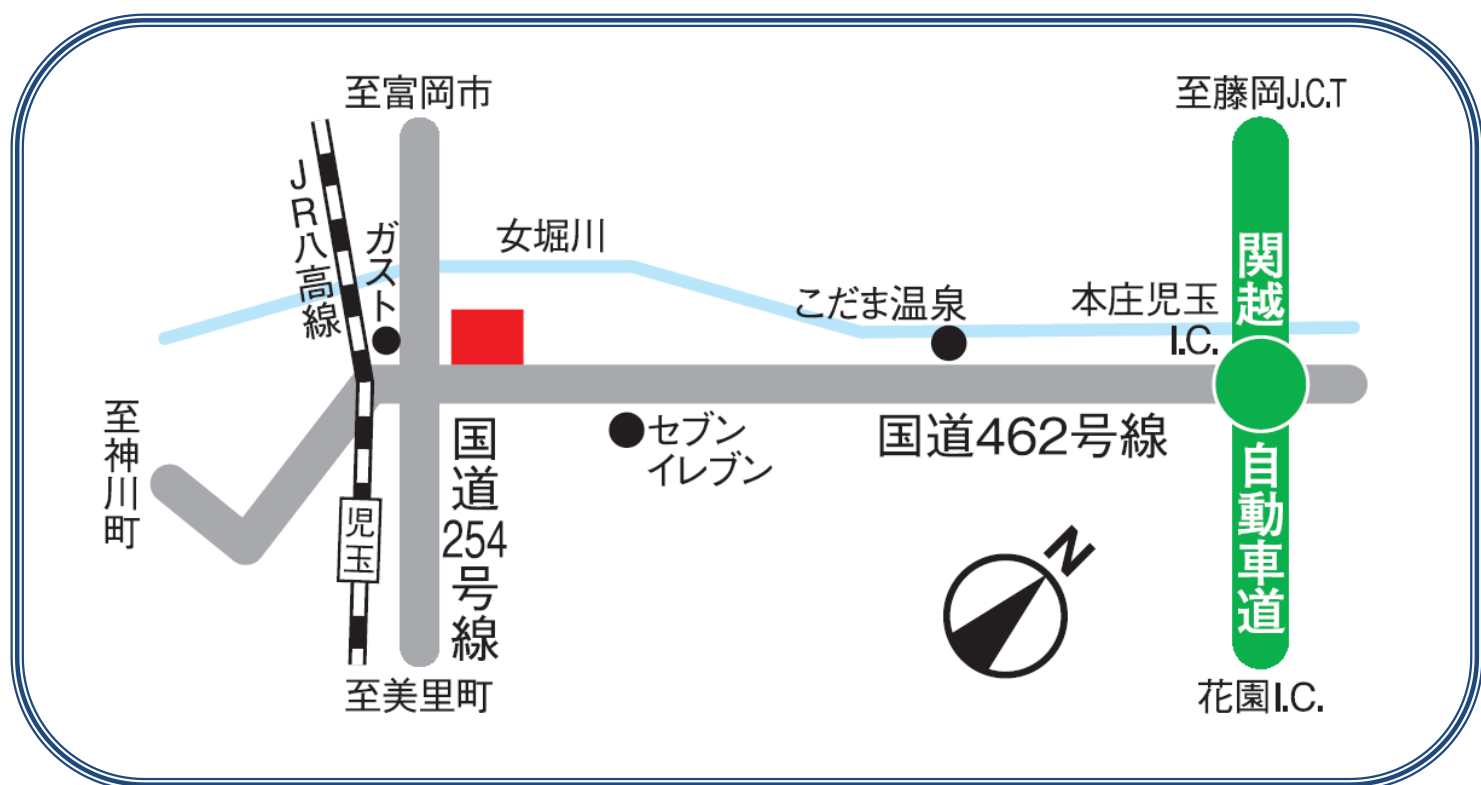 至富岡市
至藤岡J.C.T
JR八高線
ガスト
女堀川
こだま温泉
本庄児玉
I.C.
関越
自動車道
至神川町
セブン
イレブン
国道254号線
国道462号線
児玉
N
至美里町
花園I.C.